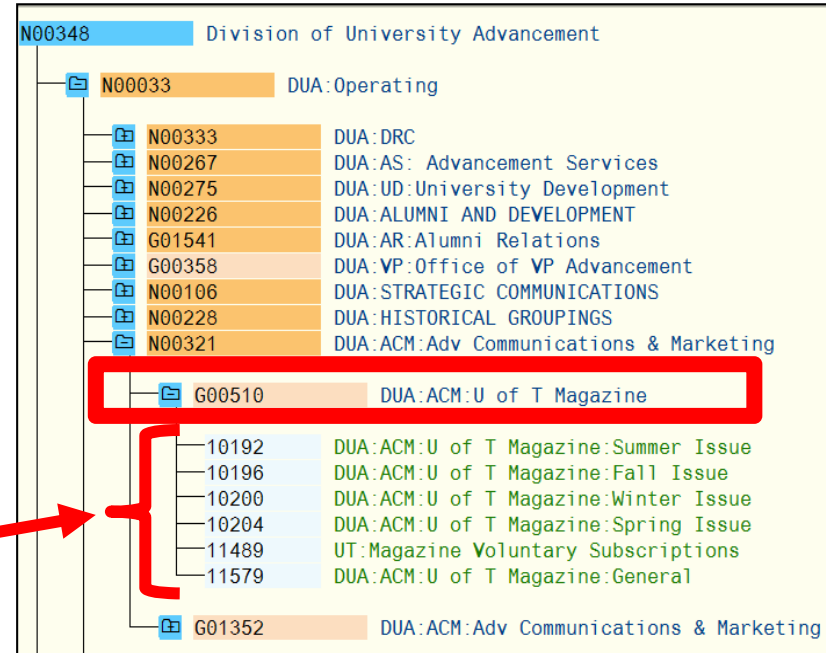 N00348 Division of University Advancement
N00033 DUA:Operating
N00333 DUA:DRC
N00267 DUA:AS: Advancement Services
N00275 DUA:UD:University Development
N00226 DUA:ALUMNI AND DEVELOPMENT
G01541 DUA:AR:Alumni Relations
G00358 DUA:VP:Office of VP Advancement
N00106 DUA:STRATEGIC COMMUNICATIONS
N00228 DUA:HISTORICAL GROUPINGS
N00321 DUA:ACM:Adv Communications & Marketing
G00510 DUA:ACM:U of T Magazine
10192 DUA:ACM:U of T Magazine:Summer Issue
10196 DUA:ACM:U of T Magazine:Fall Issue
10200 DUA:ACM:U of T Magazine:Winter Issue
10204 DUA:ACM:U of T Magazine:Spring Issue
11489 UT:Magazine Voluntary Subscriptions
11579 DUA:ACM:U of T Magazine:General
G01352 DUA:ACM:Adv Communications & Marketing